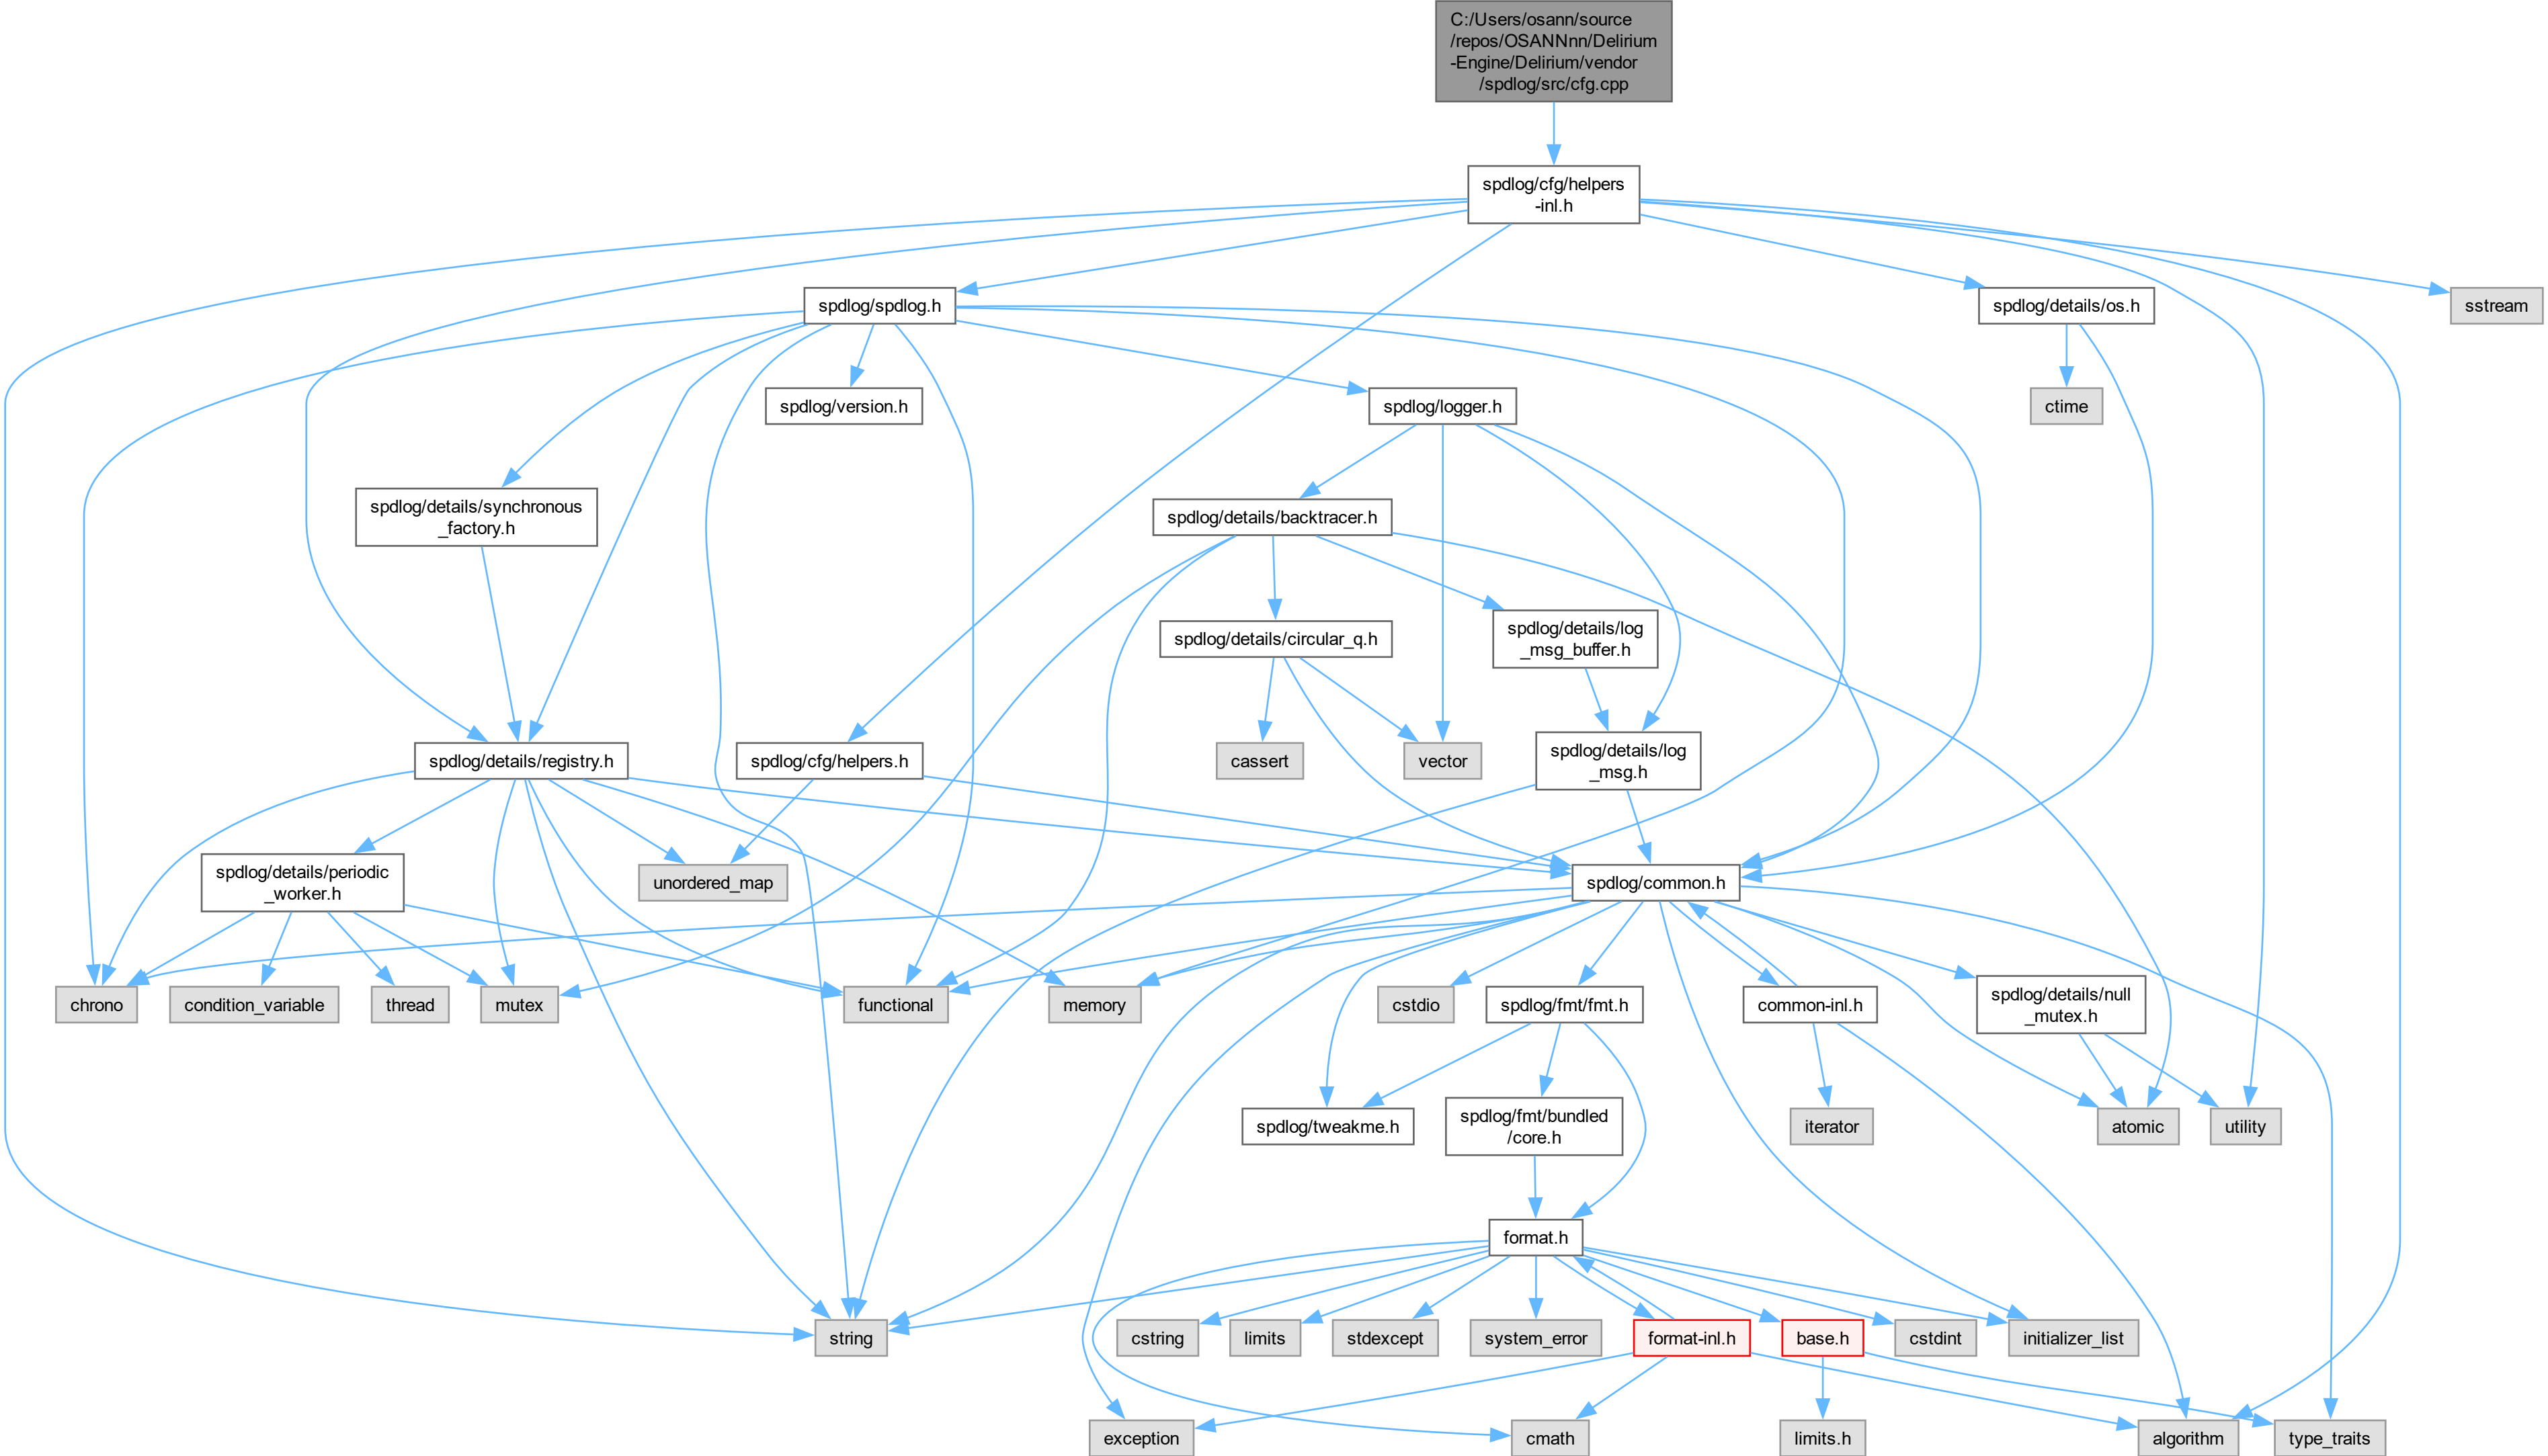 C:/Users/osann/source
/repos/OSANNnn/Delirium
-Engine/Delirium/vendor
/spdlog/src/cfg.cpp
spdlog/cfg/helpers
-inl.h
spdlog/spdlog.h
spdlog/details/os.h
sstream
spdlog/version.h
spdlog/logger.h
ctime
spdlog/details/synchronous
_factory.h
spdlog/details/backtracer.h
spdlog/details/circular_q.h
spdlog/details/log
_msg_buffer.h
spdlog/details/registry.h
spdlog/cfg/helpers.h
cassert
vector
spdlog/details/log
_msg.h
spdlog/details/periodic
_worker.h
unordered_map
spdlog/common.h
chrono
condition_variable
thread
mutex
functional
memory
cstdio
spdlog/fmt/fmt.h
common-inl.h
spdlog/details/null
_mutex.h
spdlog/tweakme.h
spdlog/fmt/bundled
/core.h
iterator
atomic
utility
format.h
string
cstring
limits
stdexcept
system_error
format-inl.h
base.h
cstdint
initializer_list
exception
cmath
limits.h
algorithm
type_traits